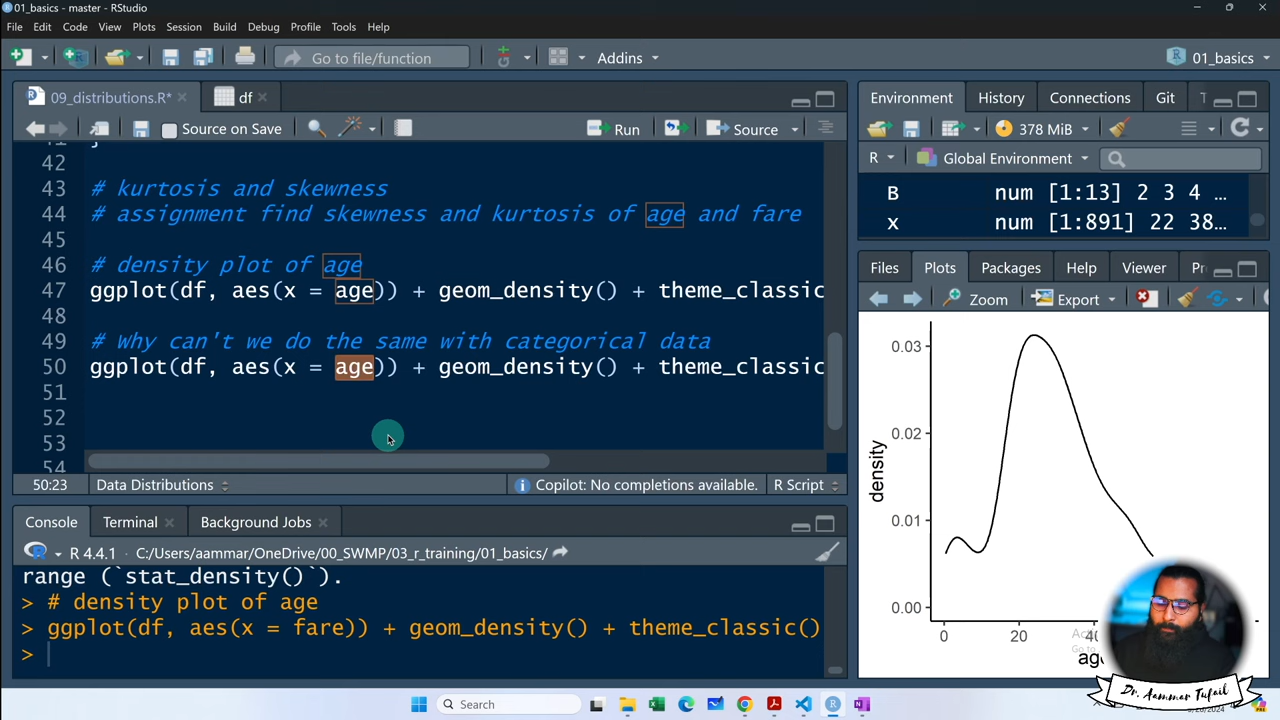 01_basics - master - RStudio
File Edit Code View Plots Session Build Debug Profile Tools Help
Go to file/function Addins 01_basics
09_distributions.R* df
Source on Save Run Source
42
43 # kurtosis and skewness
44 # assignment find skewness and kurtosis of age and fare
45
46 # density plot of age
47 ggplot(df, aes(x = age)) + geom_density() + theme_classic
48
49 # why can't we do the same with categorical data
50 ggplot(df, aes(x = age)) + geom_density() + theme_classic
51
52
53
54
50:23 Data Distributions Copilot: No completions available. R Script
Console Terminal Background Jobs
R 4.4.1 C:/Users/aammar/OneDrive/00_SWMP/03_r_training/01_basics/
range (`stat_density()`).
> # density plot of age
> ggplot(df, aes(x = fare)) + geom_density() + theme_classic()
>
Environment History Connections Git
378 MiB
R Global Environment
B num [1:13] 2 3 4 ...
x num [1:891] 22 38...
Files Plots Packages Help Viewer
Zoom Export
0.03
0.02
density
0.01
0.00
0 20
Dr. Aammar Tufail
Search